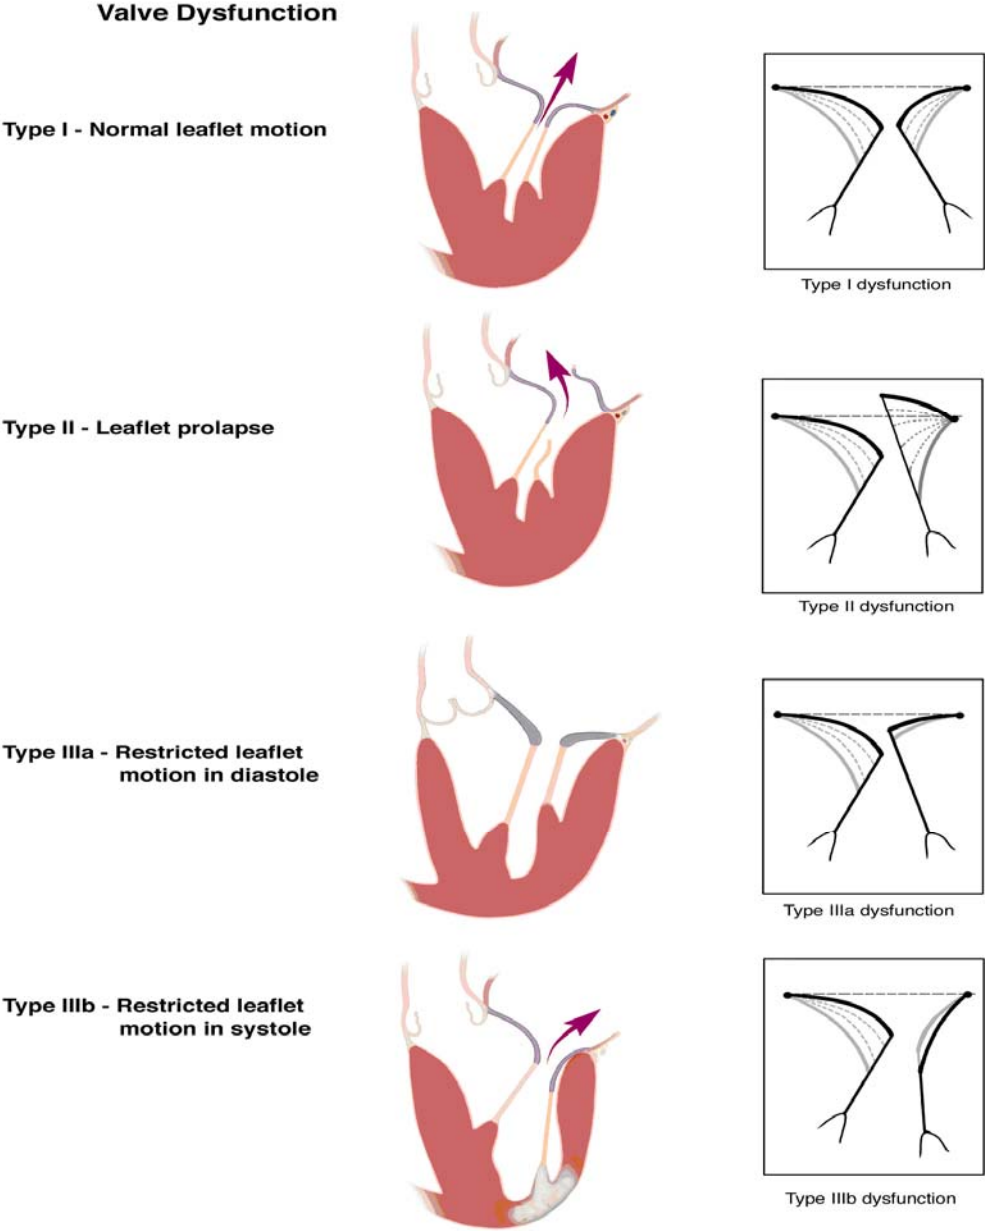 Valve Dysfunction
Type I - Normal leaflet motion
Type I dysfunction
Type II - Leaflet prolapse
Type II dysfunction
Type IIIa - Restricted leaflet
motion in diastole
Type IIIa dysfunction
Type IIIb - Restricted leaflet
motion in systole
Type IIIb dysfunction